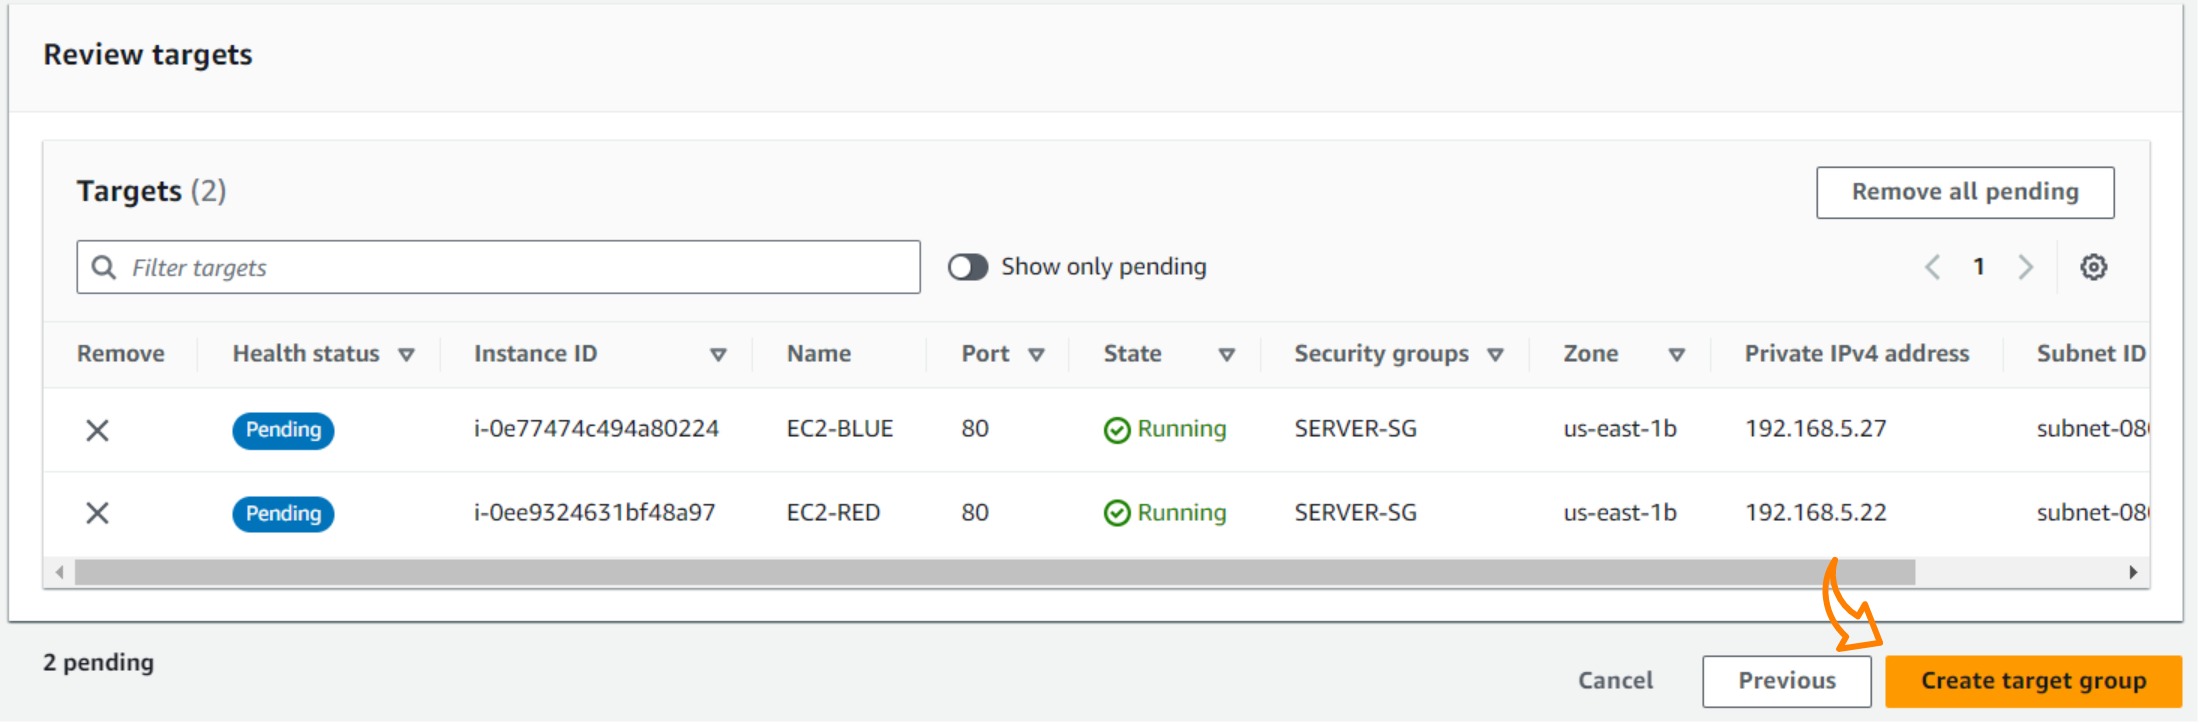 Review targets
Targets (2)
Remove all pending
Filter targets
Show only pending
1
Remove Health status Instance ID Name Port State Security groups Zone Private IPv4 address Subnet ID
Pending i-0e77474c494a80224 EC2-BLUE 80 Running SERVER-SG us-east-1b 192.168.5.27 subnet-08
Pending i-0ee9324631bf48a97 EC2-RED 80 Running SERVER-SG us-east-1b 192.168.5.22 subnet-08
2 pending
Cancel Previous Create target group